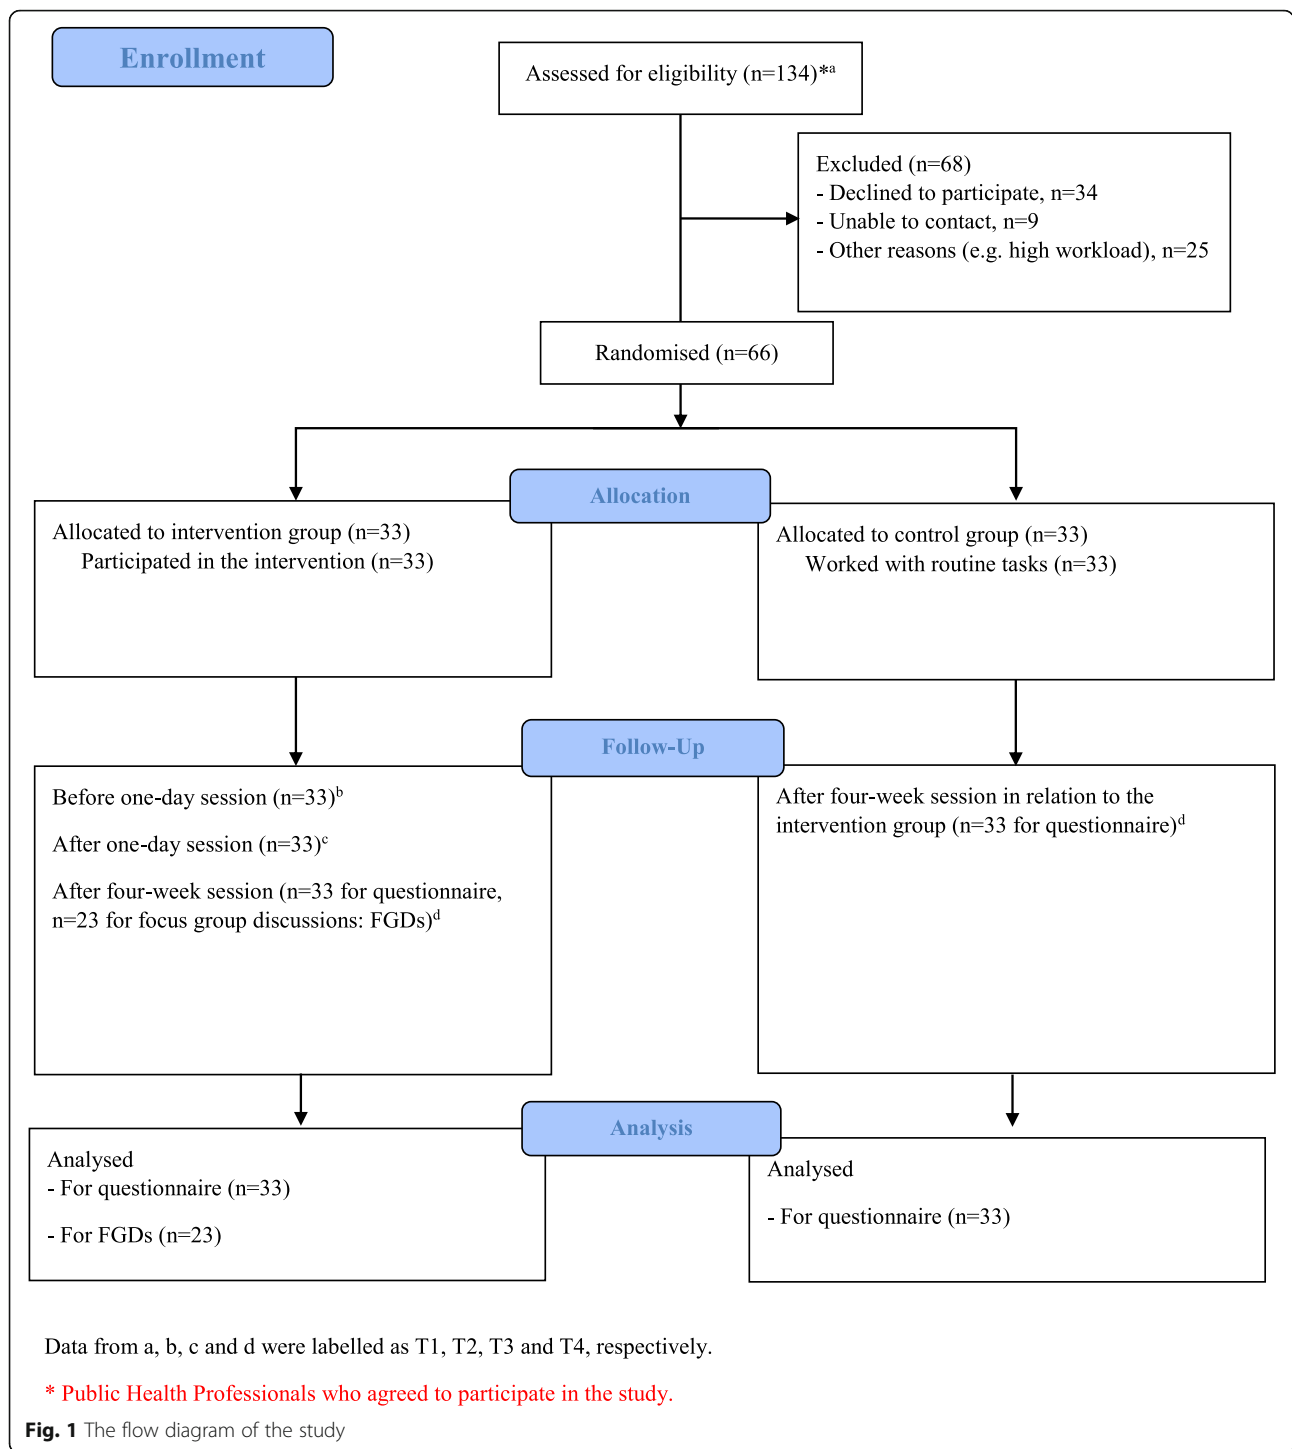 Enrollment
Assessed for eligibility (n=134)*a
Excluded (n=68)
- Declined to participate, n=34
- Unable to contact, n=9
- Other reasons (e.g. high workload), n=25
Randomised (n=66)
Allocation
Allocated to intervention group (n=33)
Participated in the intervention (n=33)
Allocated to control group (n=33)
Worked with routine tasks (n=33)
Follow-Up
Before one-day session (n=33)b
After one-day session (n=33)c
After four-week session (n=33 for questionnaire,
n=23 for focus group discussions: FGDs)d
After four-week session in relation to the
intervention group (n=33 for questionnaire)d
Analysis
Analysed
- For questionnaire (n=33)
- For FGDs (n=23)
Analysed
- For questionnaire (n=33)
Data from a, b, c and d were labelled as T1, T2, T3 and T4, respectively.
* Public Health Professionals who agreed to participate in the study.
Fig. 1 The flow diagram of the study